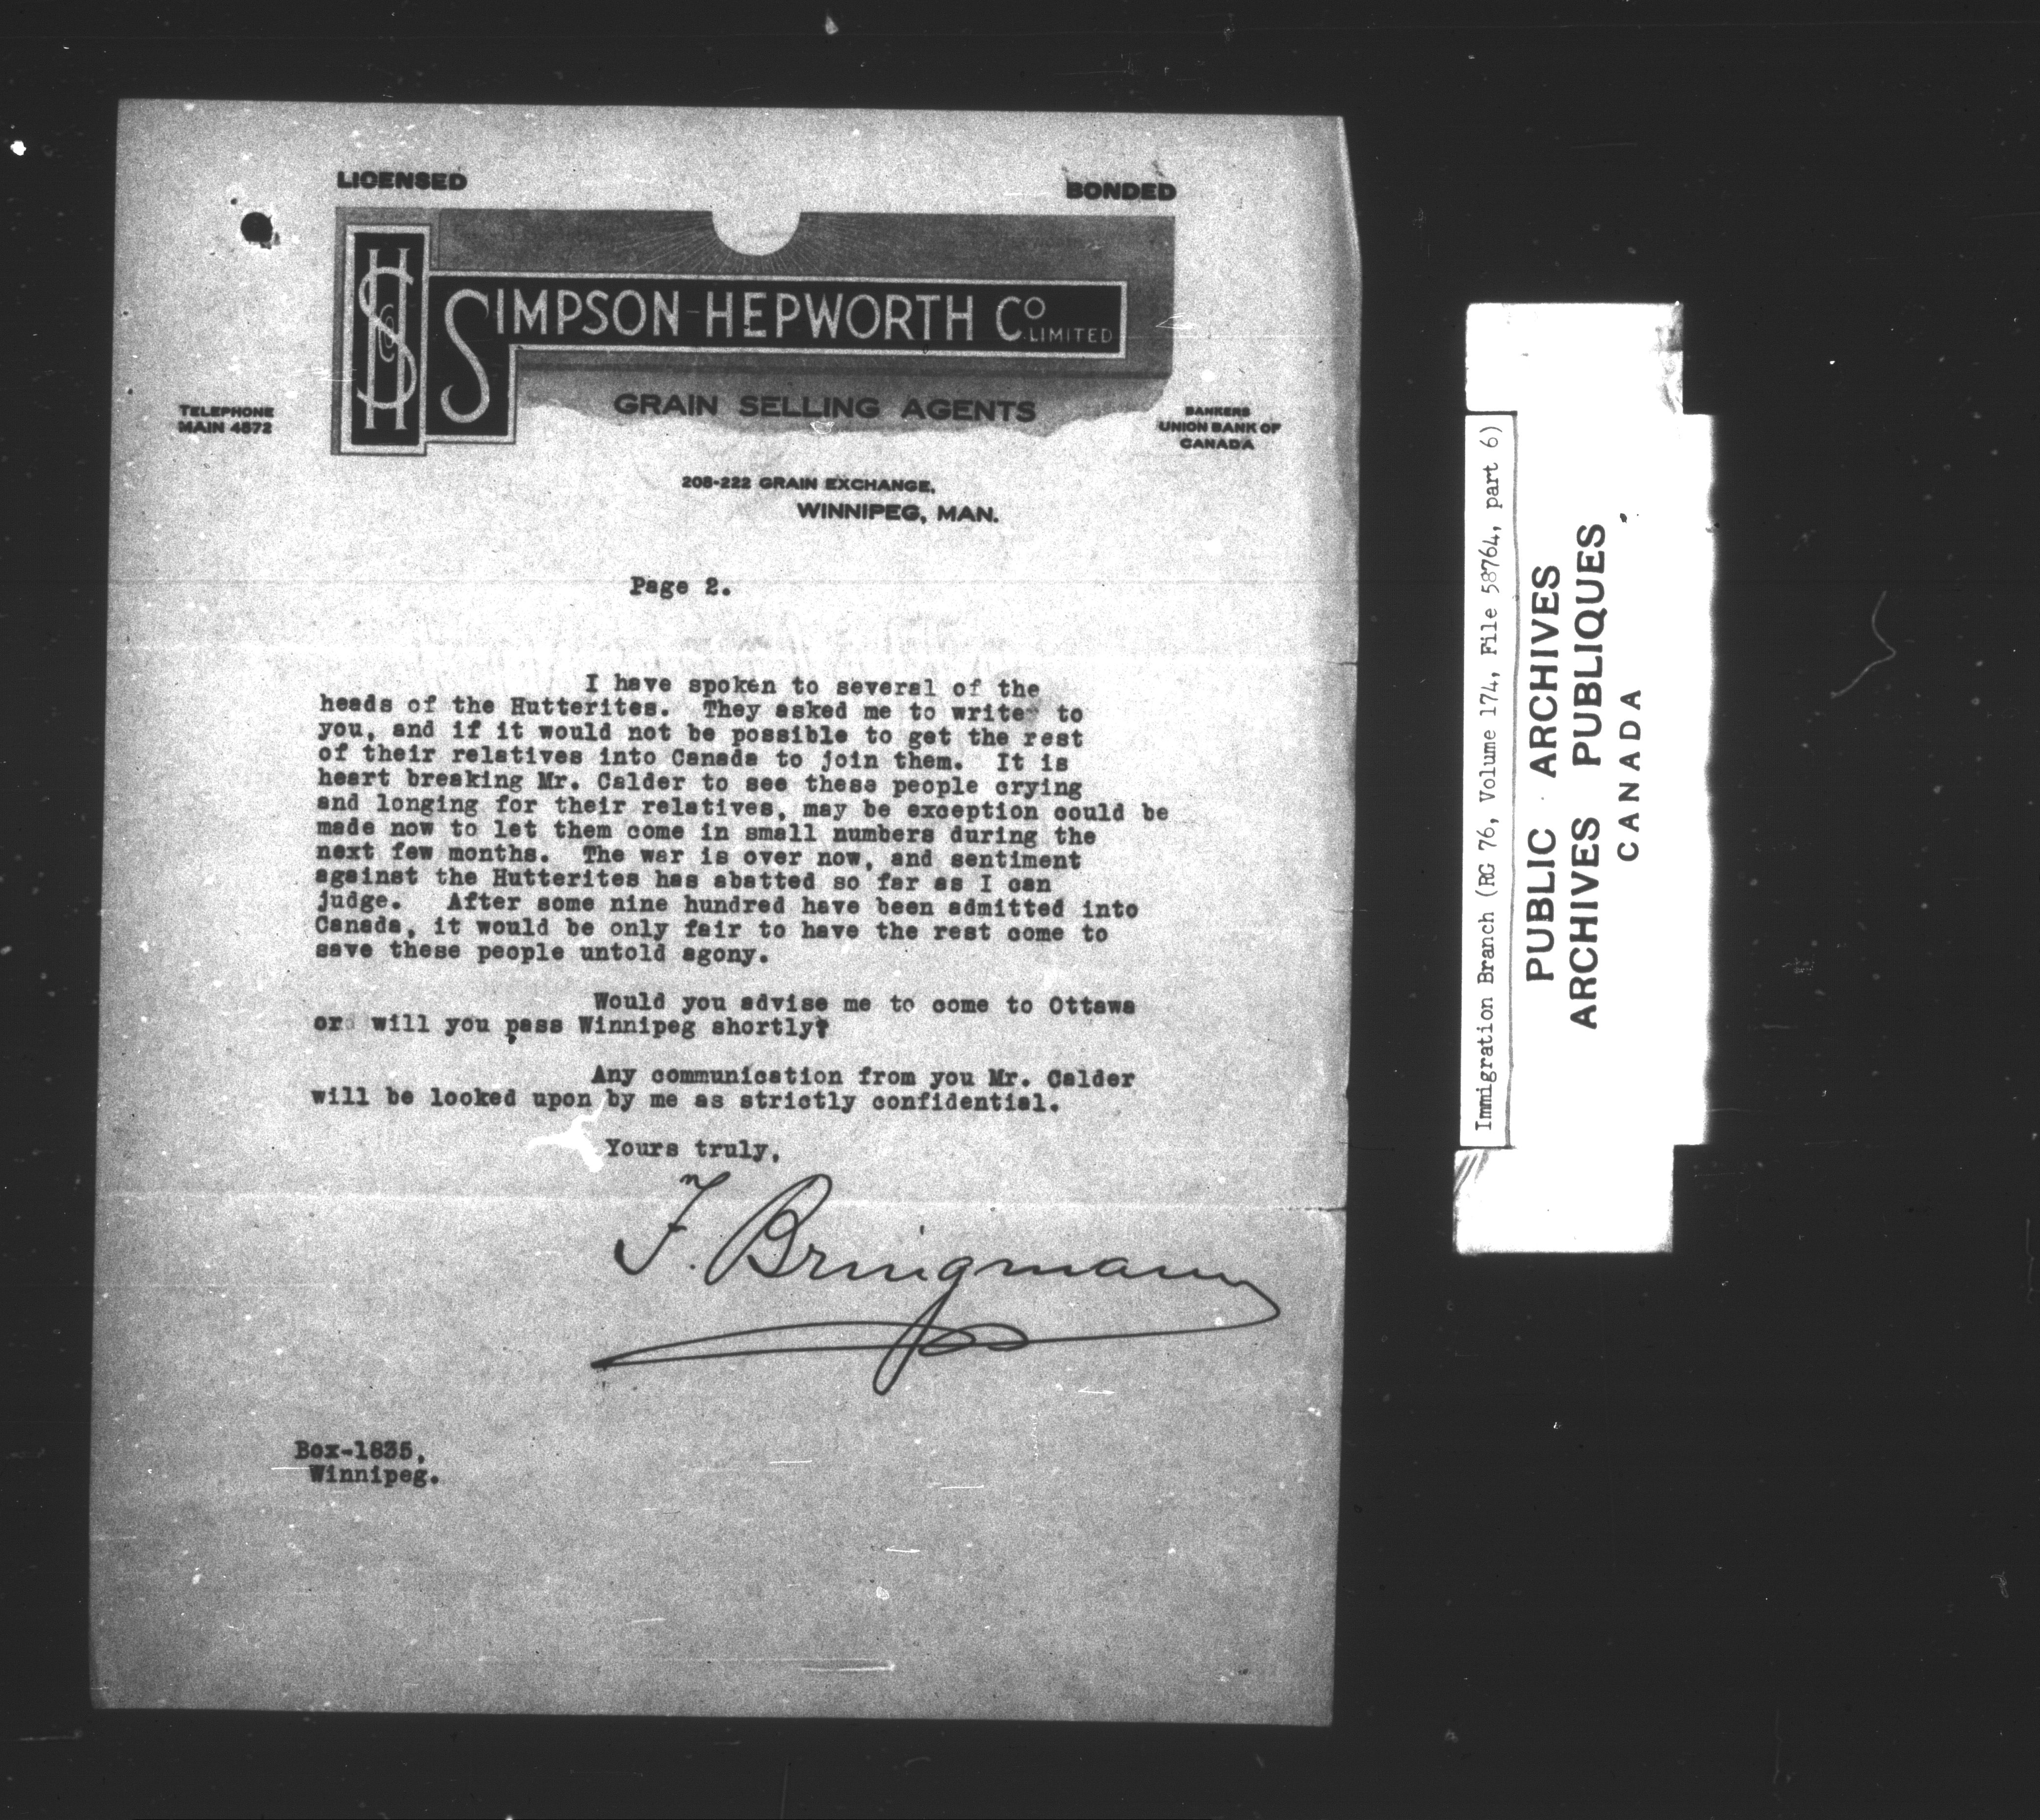 LICENSED
BONDED
SIMPSON-HEPWORTH Co. LIMITED
GRAIN SELLING AGENTS
TELEPHONE
MAIN 4572
BANKERS
UNION BANK OF
CANADA
208-222 GRAIN EXCHANGE,
WINNIPEG, MAN.
Page 2.
I have spoken to several of the
heads of the Hutterites. They asked me to write to
you, and if it would not be possible to get the rest
of their relatives into Canada to join them. It is
heart breaking Mr. Calder to see these people crying
and longing for their relatives, may be exception could be
made now to let them come in small numbers during the
next few months. The war is over now, and sentiment
against the Hutterites has abatted so far as I can
judge. After some nine hundred have been admitted into
Canada, it would be only fair to have the rest come to
save these people untold agony.
Would you advise me to come to Ottawa
or will you pass Winnipeg shortly?
Any communication from you Mr. Calder
will be looked upon by me as strictly confidential.
Yours truly,
F. Bringmann
Box-1835,
Winnipeg.
Immigration Branch (RG 76, Volume 174, File 58764, part 6)
PUBLIC ARCHIVES
ARCHIVES PUBLIQUES
CANADA